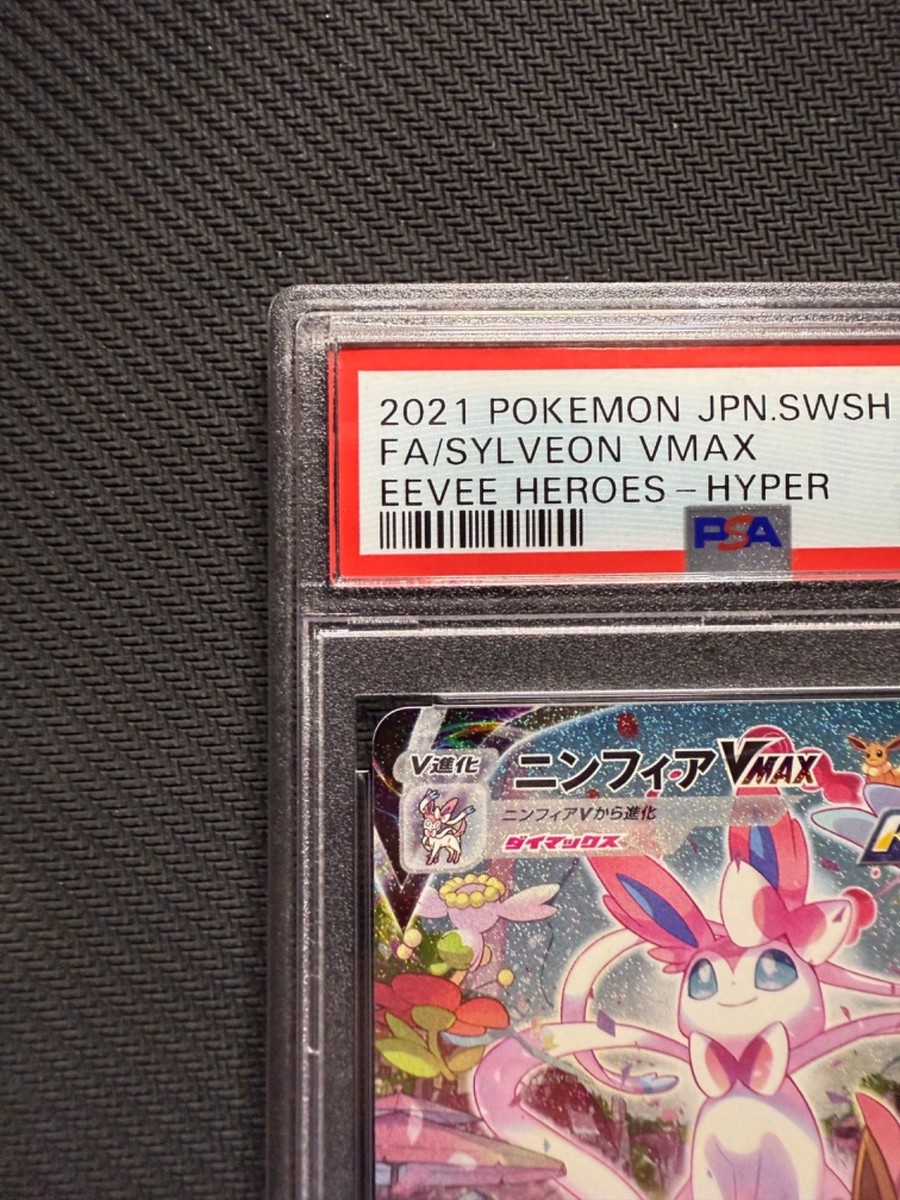 2021 POKEMON JPN.SWSH
FA/SYLVEON VMAX
EEVEE HEROES – HYPER
PSA
V進化
ニンフィアVMAX
ニンフィアVから進化
ダイマックス